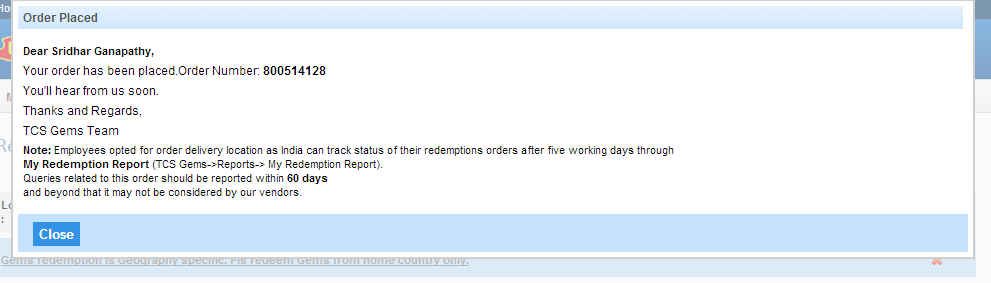 Order Placed
Dear Sridhar Ganapathy,
Your order has been placed.Order Number: 800514128
You'll hear from us soon.
Thanks and Regards,
TCS Gems Team
Note: Employees opted for order delivery location as India can track status of their redemptions orders after five working days through
My Redemption Report (TCS Gems->Reports-> My Redemption Report).
Queries related to this order should be reported within 60 days
and beyond that it may not be considered by our vendors.
Close
Gems redemption is Geography specific. Pls redeem Gems from home country only.